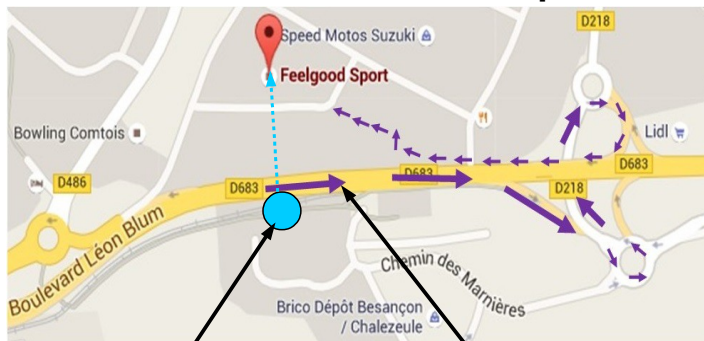 D218
Speed Motos Suzuki
Feelgood Sport
Bowling Comtois
Lidl
D486
D683
D683
D683
D218
Boulevard Léon Blum
Chemin des Marnières
Brico Dépôt Besançon
/ Chalezeule